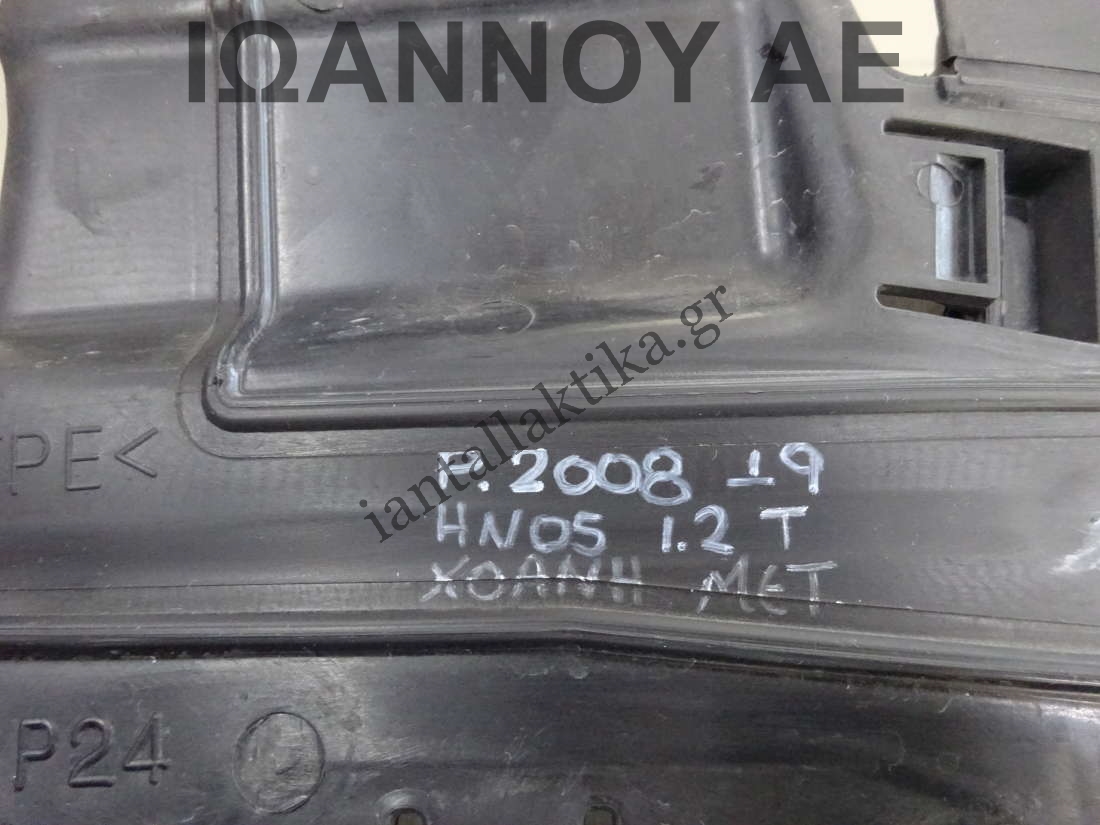 ΙΩΑΝΝΟΥ ΑΕ
iantallaktika.gr
PE<
P. 2008 19
HN05 1.2 T
ΧΟΑΝΗ ΜΕΤ
P24